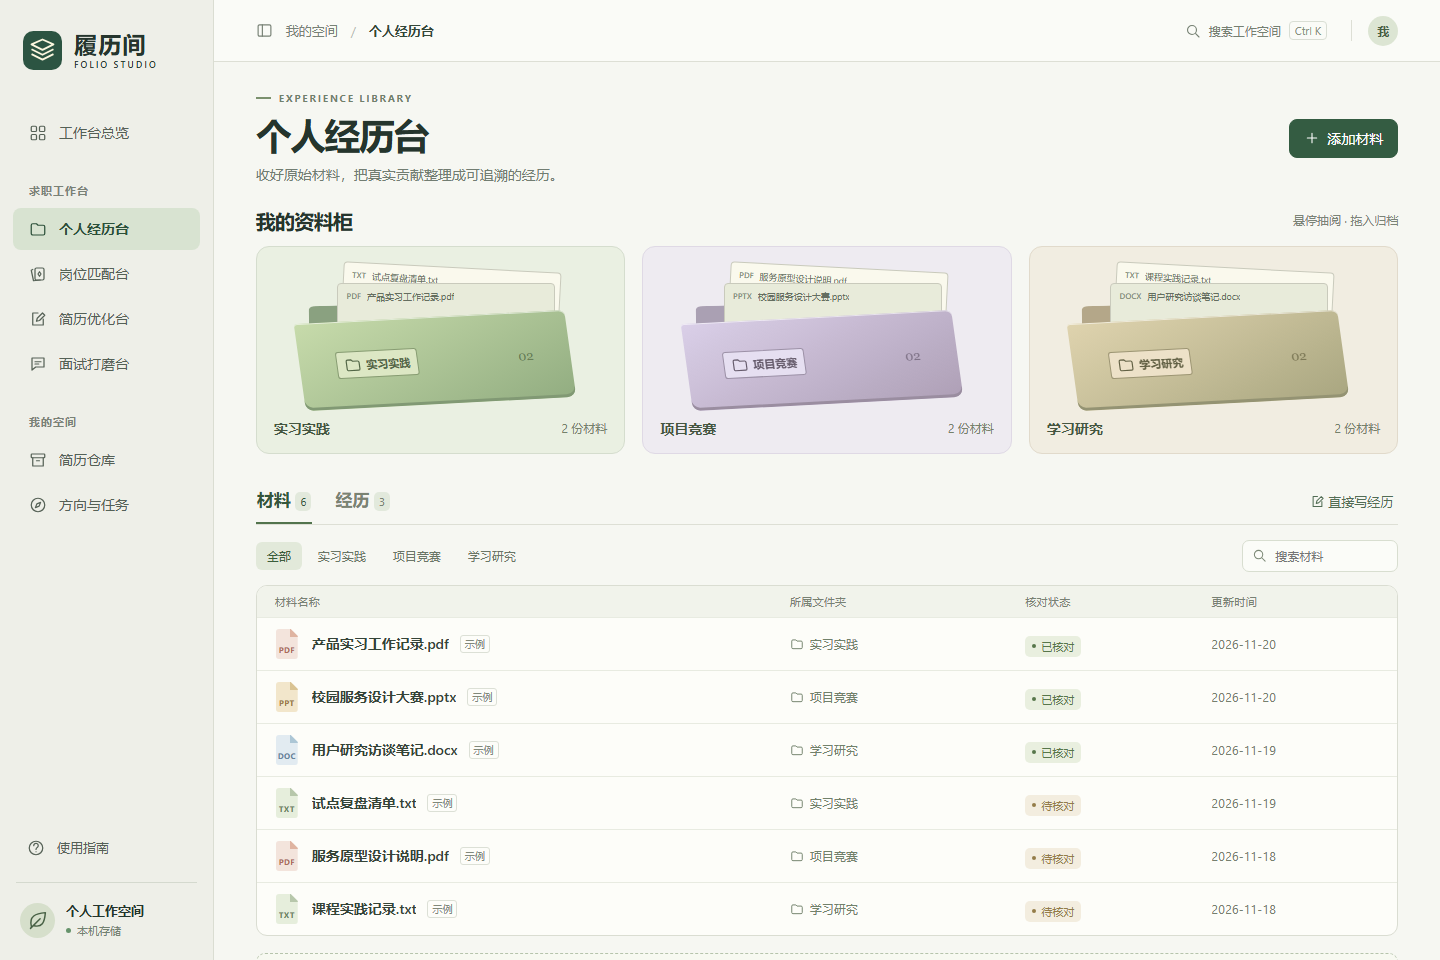 履历间
FOLIO STUDIO
工作台总览
求职工作台
个人经历台
岗位匹配台
简历优化台
面试打磨台
我的空间
简历仓库
方向与任务
使用指南
个人工作空间
本机存储
我的空间 / 个人经历台
搜索工作空间 Ctrl K
我
EXPERIENCE LIBRARY
个人经历台
收好原始材料，把真实贡献整理成可追溯的经历。
添加材料
我的资料柜
悬停抽阅 · 拖入归档
TXT 试点复盘清单.txt
PDF 产品实习工作记录.pdf
实习实践 02
实习实践 2 份材料
PDF 服务原型设计说明.pdf
PPTX 校园服务设计大赛.pptx
项目竞赛 02
项目竞赛 2 份材料
TXT 课程实践记录.txt
DOCX 用户研究访谈笔记.docx
学习研究 02
学习研究 2 份材料
材料 6 经历 3
直接写经历
全部 实习实践 项目竞赛 学习研究
搜索材料
材料名称 所属文件夹 核对状态 更新时间
PDF 产品实习工作记录.pdf 示例 实习实践 已核对 2026-11-20
PPT 校园服务设计大赛.pptx 示例 项目竞赛 已核对 2026-11-20
DOC 用户研究访谈笔记.docx 示例 学习研究 已核对 2026-11-19
TXT 试点复盘清单.txt 示例 实习实践 待核对 2026-11-19
PDF 服务原型设计说明.pdf 示例 项目竞赛 待核对 2026-11-18
TXT 课程实践记录.txt 示例 学习研究 待核对 2026-11-18